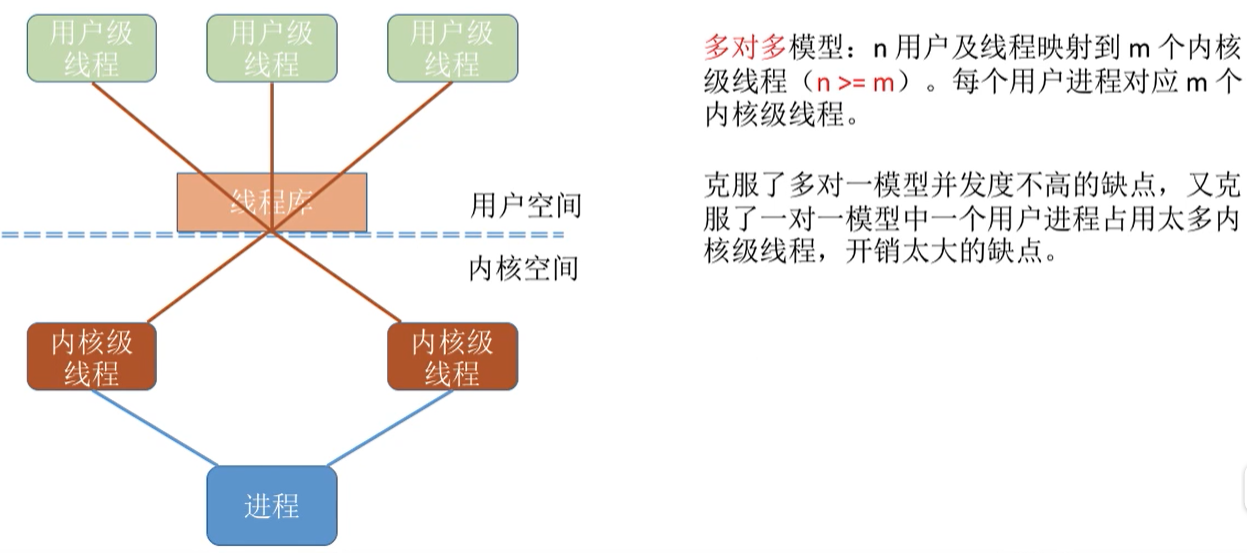 用户级
线程
用户级
线程
用户级
线程
线程库
用户空间
内核空间
内核级
线程
内核级
线程
进程
多对多模型：n 用户及线程映射到 m 个内核
级线程（n >= m）。每个用户进程对应 m 个
内核级线程。
克服了多对一模型并发度不高的缺点，又克
服了一对一模型中一个用户进程占用太多内
核级线程，开销太大的缺点。